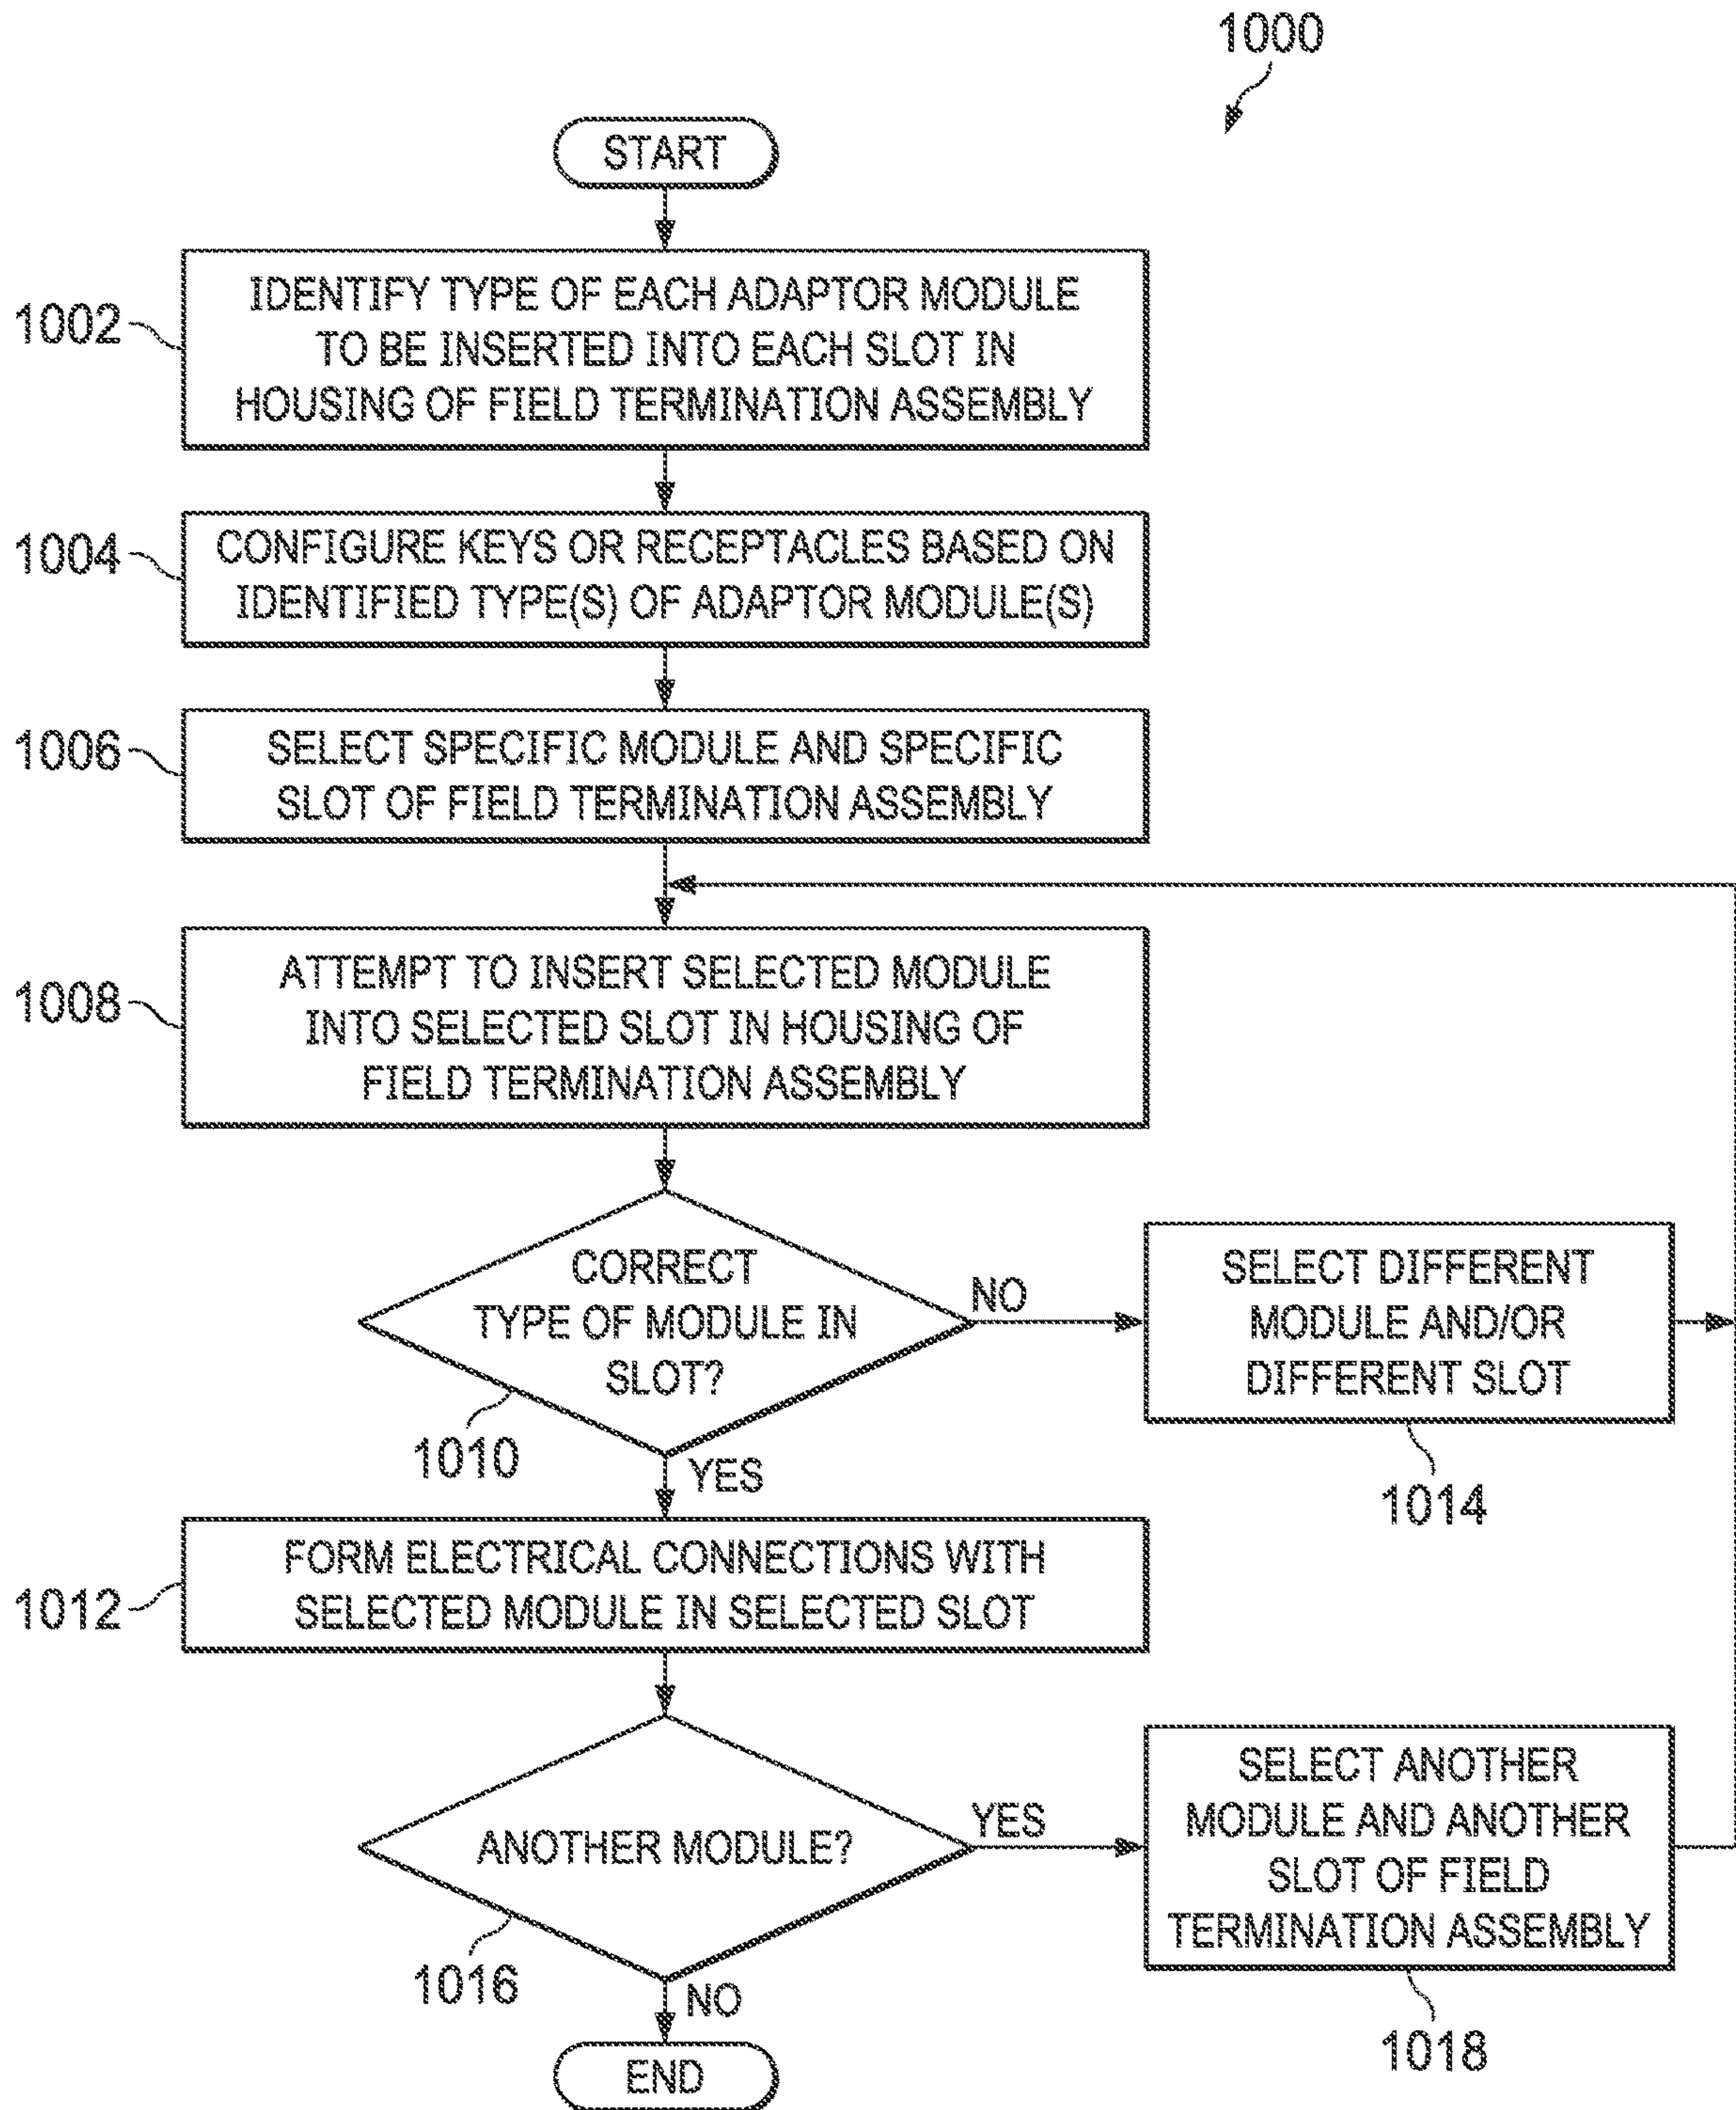 1000
START
1002
IDENTIFY TYPE OF EACH ADAPTOR MODULE
TO BE INSERTED INTO EACH SLOT IN
HOUSING OF FIELD TERMINATION ASSEMBLY
1004
CONFIGURE KEYS OR RECEPTACLES BASED ON
IDENTIFIED TYPE(S) OF ADAPTOR MODULE(S)
1006
SELECT SPECIFIC MODULE AND SPECIFIC
SLOT OF FIELD TERMINATION ASSEMBLY
1008
ATTEMPT TO INSERT SELECTED MODULE
INTO SELECTED SLOT IN HOUSING OF
FIELD TERMINATION ASSEMBLY
CORRECT
TYPE OF MODULE IN
SLOT?
1010
NO
SELECT DIFFERENT
MODULE AND/OR
DIFFERENT SLOT
1014
YES
1012
FORM ELECTRICAL CONNECTIONS WITH
SELECTED MODULE IN SELECTED SLOT
ANOTHER MODULE?
1016
YES
SELECT ANOTHER
MODULE AND ANOTHER
SLOT OF FIELD
TERMINATION ASSEMBLY
1018
NO
END